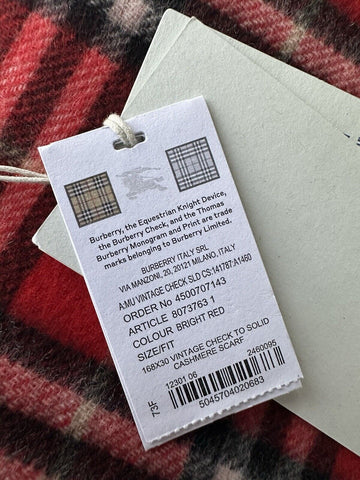 Burberry, the Equestrian Knight Device,
the Burberry Check, and the Thomas
Burberry Monogram and Print are trade
marks belonging to Burberry Limited.
BURBERRY ITALY SRL
VIA MANZONI, 20, 20121 MILANO, ITALY
A:MU VINTAGE CHECK SLD CS:141787:A1460
ORDER No 4500707143
ARTICLE 8073763 1
COLOUR BRIGHT RED
SIZE/FIT
168X30 VINTAGE CHECK TO SOLID
CASHMERE SCARF
73F
12301 06
2460095
5045704020683